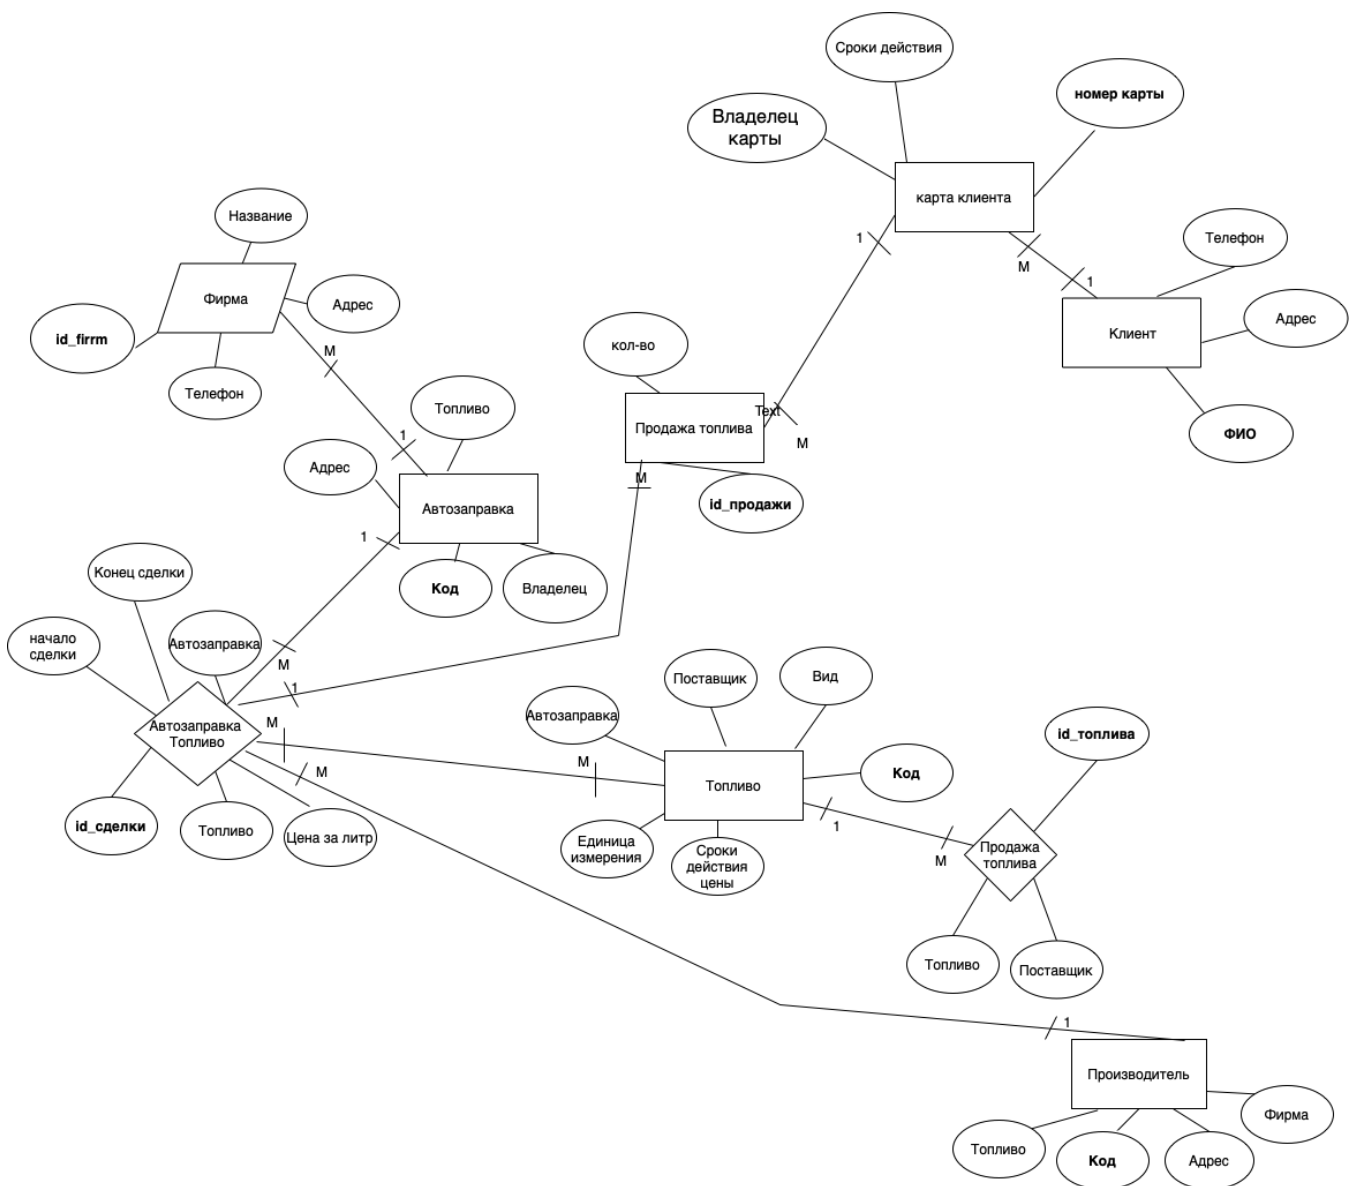 Сроки действия
номер карты
Владелец
карты
карта клиента
1
М
1
Телефон
Адрес
Клиент
ФИО
Название
Фирма
Адрес
id_firrm
Телефон
М
1
Топливо
Адрес
Автозаправка
1
Код
Владелец
кол-во
Text
Продажа топлива
М
М
id_продажи
Конец сделки
начало
сделки
Автозаправка
М
1
Автозаправка
Топливо
М
М
id_сделки
Топливо
Цена за литр
Поставщик
Вид
Автозаправка
М
Топливо
Код
Единица
измерения
Сроки
действия
цены
1
М
id_топлива
Продажа
топлива
Топливо
Поставщик
1
Производитель
Фирма
Топливо
Код
Адрес